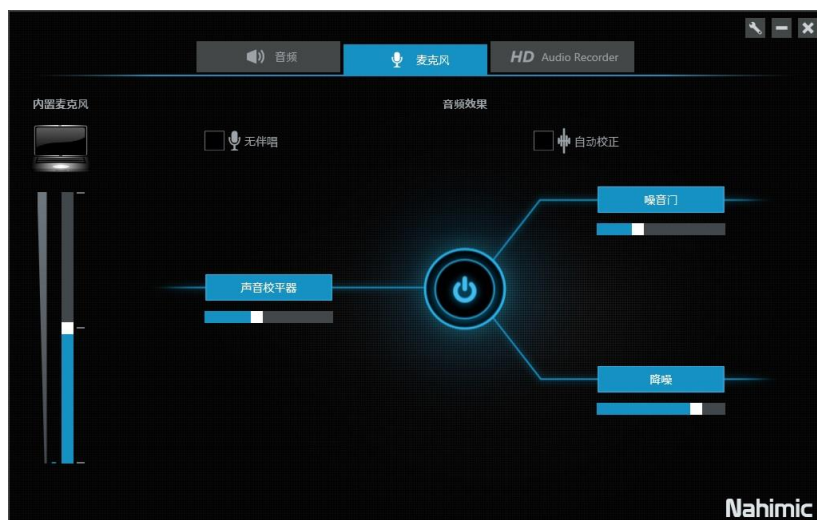 音频
麦克风
HD Audio Recorder
内置麦克风
音频效果
无伴唱
自动校正
噪音门
声音校平器
降噪
Nahimic